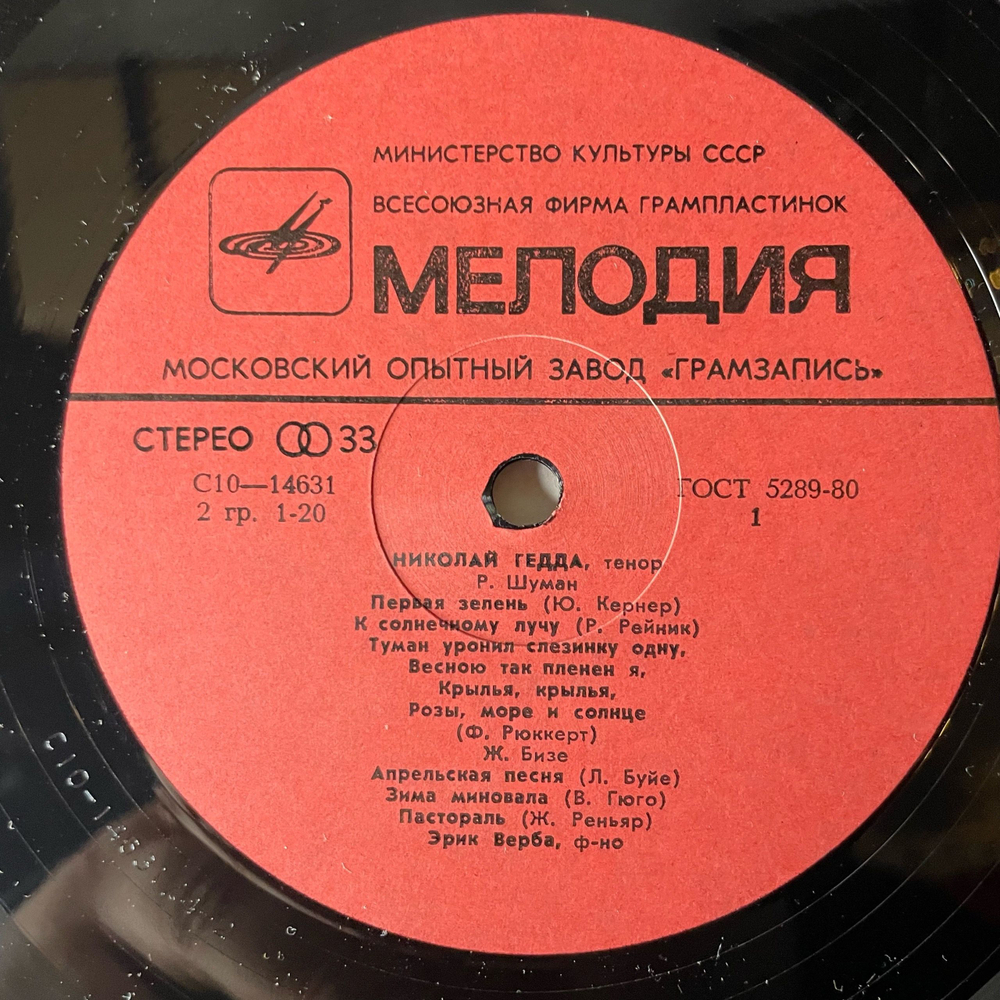 МИНИСТЕРСТВО КУЛЬТУРЫ СССР
ВСЕСОЮЗНАЯ ФИРМА ГРАМПЛАСТИНОК
МЕЛОДИЯ
МОСКОВСКИЙ ОПЫТНЫЙ ЗАВОД «ГРАМЗАПИСЬ»
СТЕРЕО 33
С10—14631
2 гр. 1-20
ГОСТ 5289-80
1
НИКОЛАЙ ГЕДДА, тенор
Р. Шуман
Первая зелень (Ю. Кернер)
К солнечному лучу (Р. Рейник)
Туман уронил слезинку одну,
Весною так пленен я,
Крылья, крылья,
Розы, море и солнце
(Ф. Рюккерт)
Ж. Бизе
Апрельская песня (Л. Буйе)
Зима миновала (В. Гюго)
Пастораль (Ж. Реньяр)
Эрик Верба, ф-но